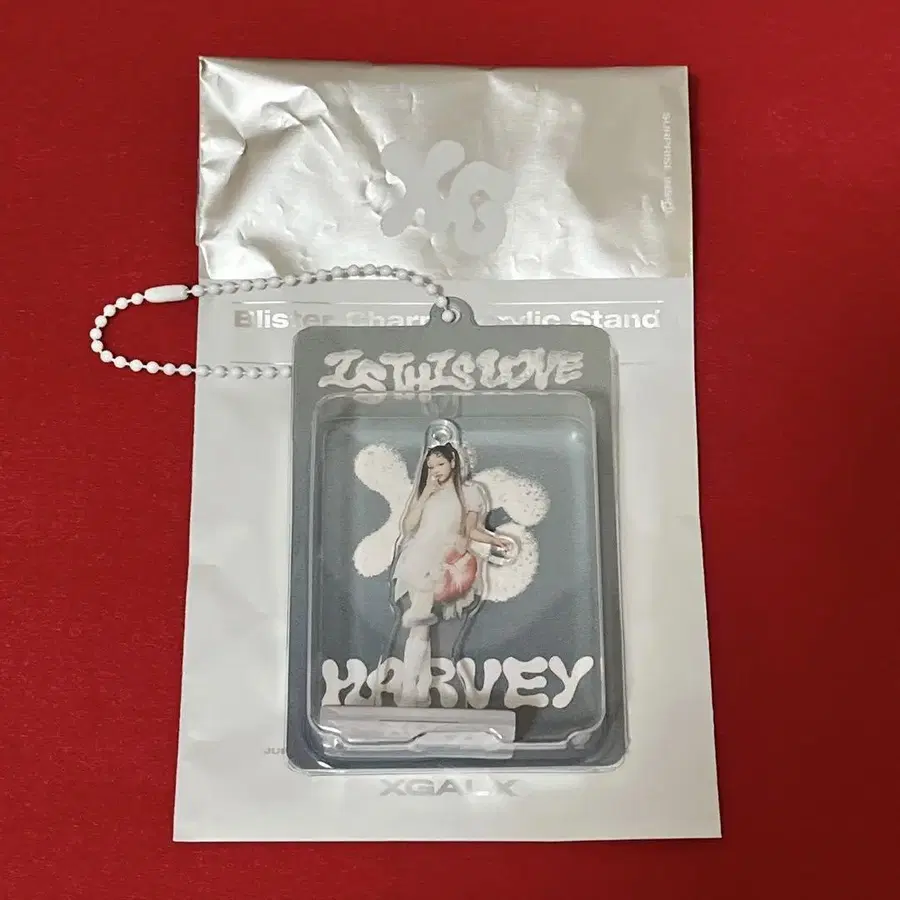 XG
Blister Charm Acrylic Stand
IS THIS LOVE
XG
HARVEY
XGALX